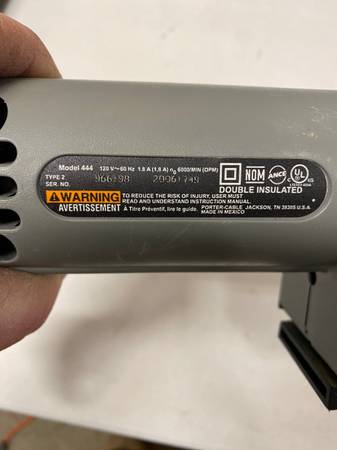 Model 444 120 V~60 Hz 1.8 A (1,8 A) n₀ 6000/MIN (OPM)
TYPE 2
SER. NO.
NOM
ANCE
UL
DOUBLE INSULATED
WARNING TO REDUCE THE RISK OF INJURY, USER MUST
READ AND UNDERSTAND INSTRUCTION MANUAL.
AVERTISSEMENT À Titre Préventif, lire le guide. PORTER-CABLE JACKSON, TN 38305 U.S.A.
MADE IN MEXICO